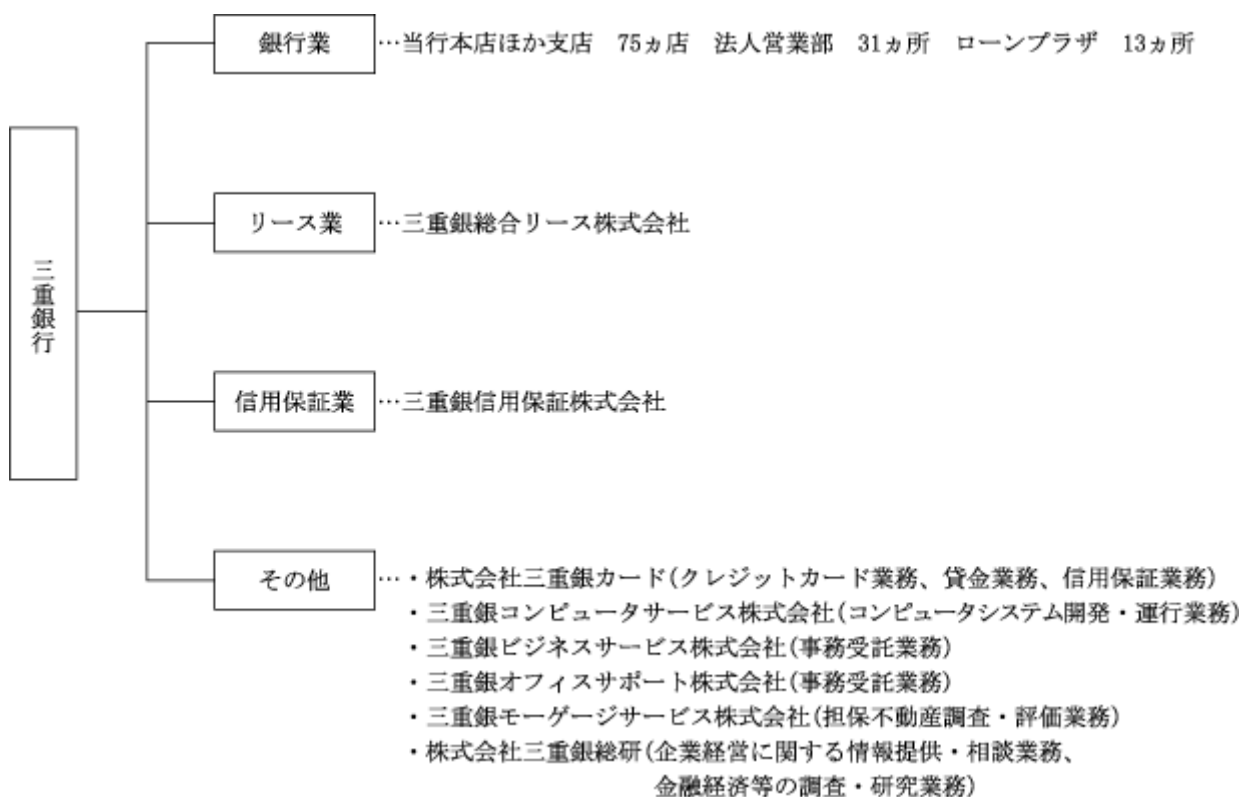 三重銀行
銀行業 …当行本店ほか支店 75ヵ店 法人営業部 31ヵ所 ローンプラザ 13ヵ所
リース業 …三重銀総合リース株式会社
信用保証業 …三重銀信用保証株式会社
その他 …・株式会社三重銀カード(クレジットカード業務、貸金業務、信用保証業務)
・三重銀コンピュータサービス株式会社(コンピュータシステム開発・運行業務)
・三重銀ビジネスサービス株式会社(事務受託業務)
・三重銀オフィスサポート株式会社(事務受託業務)
・三重銀モーゲージサービス株式会社(担保不動産調査・評価業務)
・株式会社三重銀総研(企業経営に関する情報提供・相談業務、
金融経済等の調査・研究業務)